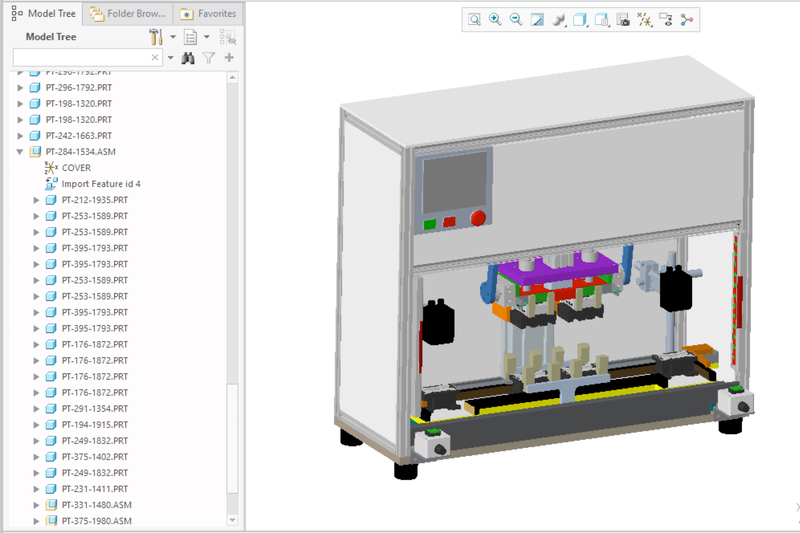 Model Tree
Folder Brow...
Favorites
Model Tree
PT-296-1792.PRT
PT-296-1792.PRT
PT-198-1320.PRT
PT-198-1320.PRT
PT-242-1663.PRT
PT-284-1534.ASM
COVER
Import Feature id 4
PT-212-1935.PRT
PT-253-1589.PRT
PT-253-1589.PRT
PT-395-1793.PRT
PT-395-1793.PRT
PT-253-1589.PRT
PT-253-1589.PRT
PT-395-1793.PRT
PT-395-1793.PRT
PT-176-1872.PRT
PT-176-1872.PRT
PT-176-1872.PRT
PT-176-1872.PRT
PT-291-1354.PRT
PT-194-1915.PRT
PT-249-1832.PRT
PT-375-1402.PRT
PT-249-1832.PRT
PT-231-1411.PRT
PT-331-1480.ASM
PT-375-1980.ASM